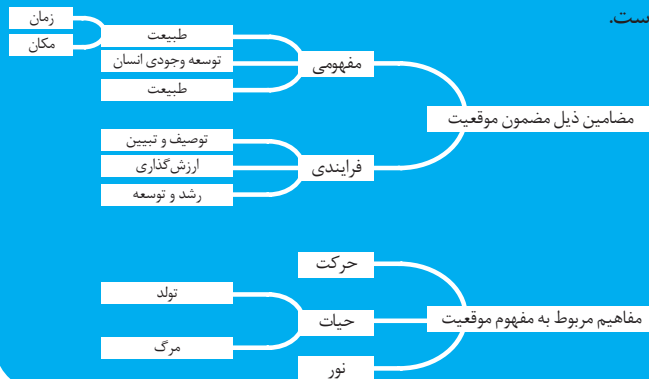 ست.
مضامین ذیل مضمون موقعیت
مفهومی
طبیعت
زمان
مکان
توسعه وجودی انسان
طبیعت
فرایندی
توصیف و تبیین
ارزش‌گذاری
رشد و توسعه
مفاهیم مربوط به مفهوم موقعیت
حرکت
حیات
تولد
مرگ
نور